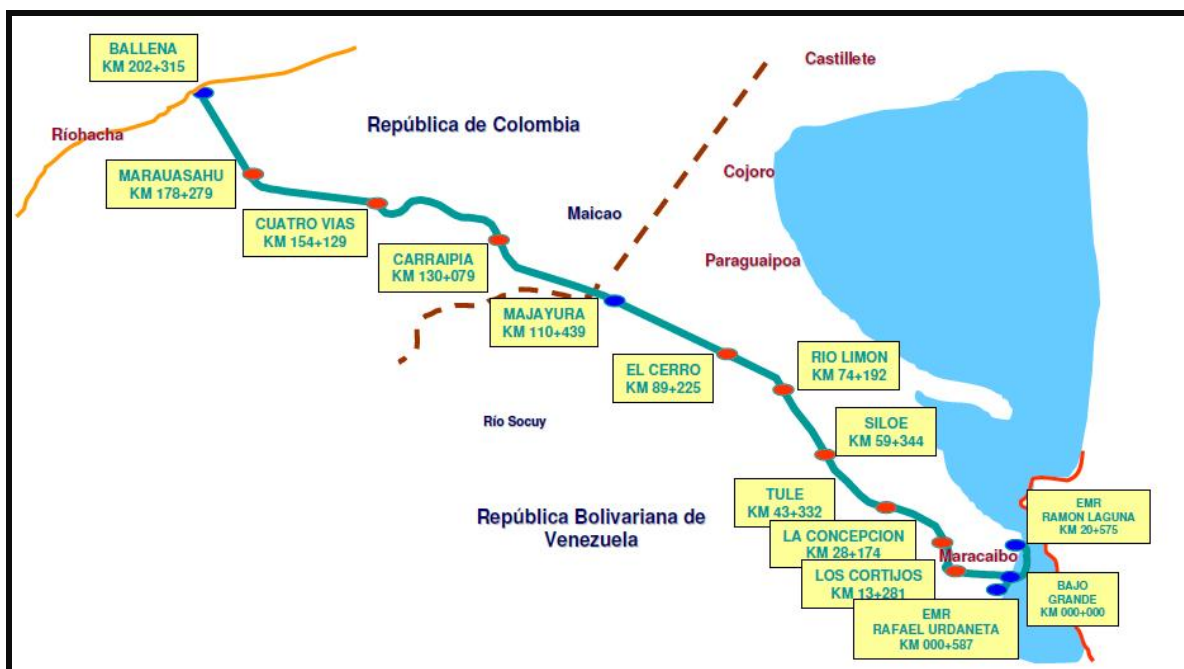 BALLENA
KM 202+315
Castillete
República de Colombia
Ríohacha
MARAUASAHU
KM 178+279
Cojoro
CUATRO VIAS
KM 154+129
Maicao
CARRAIPIA
KM 130+079
Paraguaipoa
MAJAYURA
KM 110+439
EL CERRO
KM 89+225
RIO LIMON
KM 74+192
Río Socuy
SILOE
KM 59+344
TULE
KM 43+332
República Bolivariana de
Venezuela
EMR
RAMON LAGUNA
KM 20+575
LA CONCEPCION
KM 28+174
Maracaibo
LOS CORTIJOS
KM 13+281
BAJO
GRANDE
KM 000+000
EMR
RAFAEL URDANETA
KM 000+587